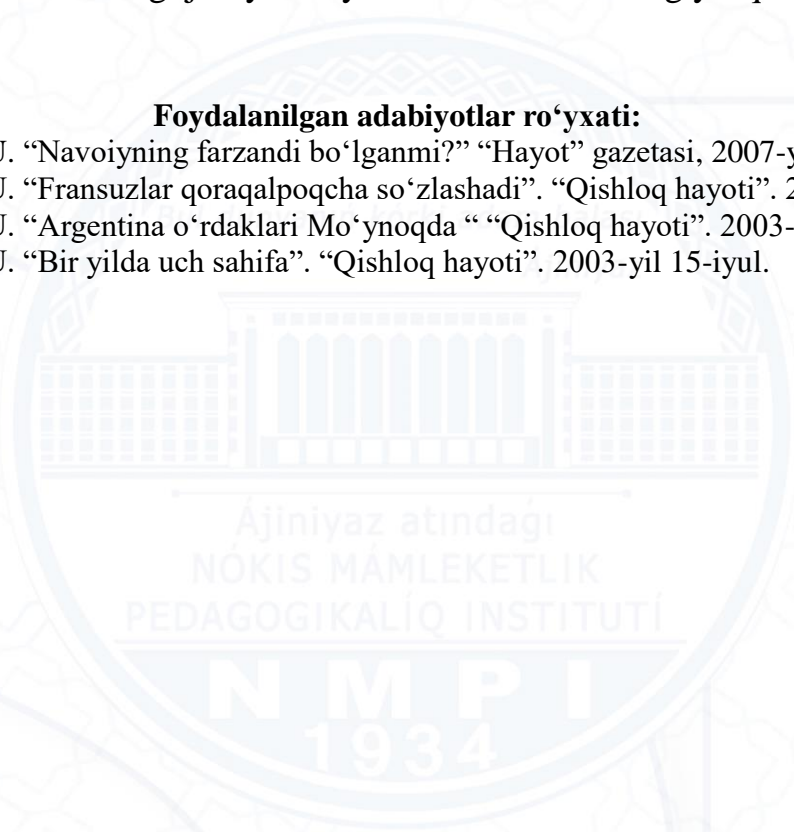 Foydalanilgan adabiyotlar ro‘yxati:
U. “Navoiyning farzandi bo‘lganmi?” “Hayot” gazetasi, 2007-y
U. “Fransuzlar qoraqalpoqcha so‘zlashadi”. “Qishloq hayoti”. 2
U. “Argentina o‘rdaklari Mo‘ynoqda “ “Qishloq hayoti”. 2003-
U. “Bir yilda uch sahifa”. “Qishloq hayoti”. 2003-yil 15-iyul.
Ájiniyaz atındaǵı
NÓKIS MÁMLEKETLIK
PEDAGOGIKALÍQ INSTITUTÍ
NMPI
1934